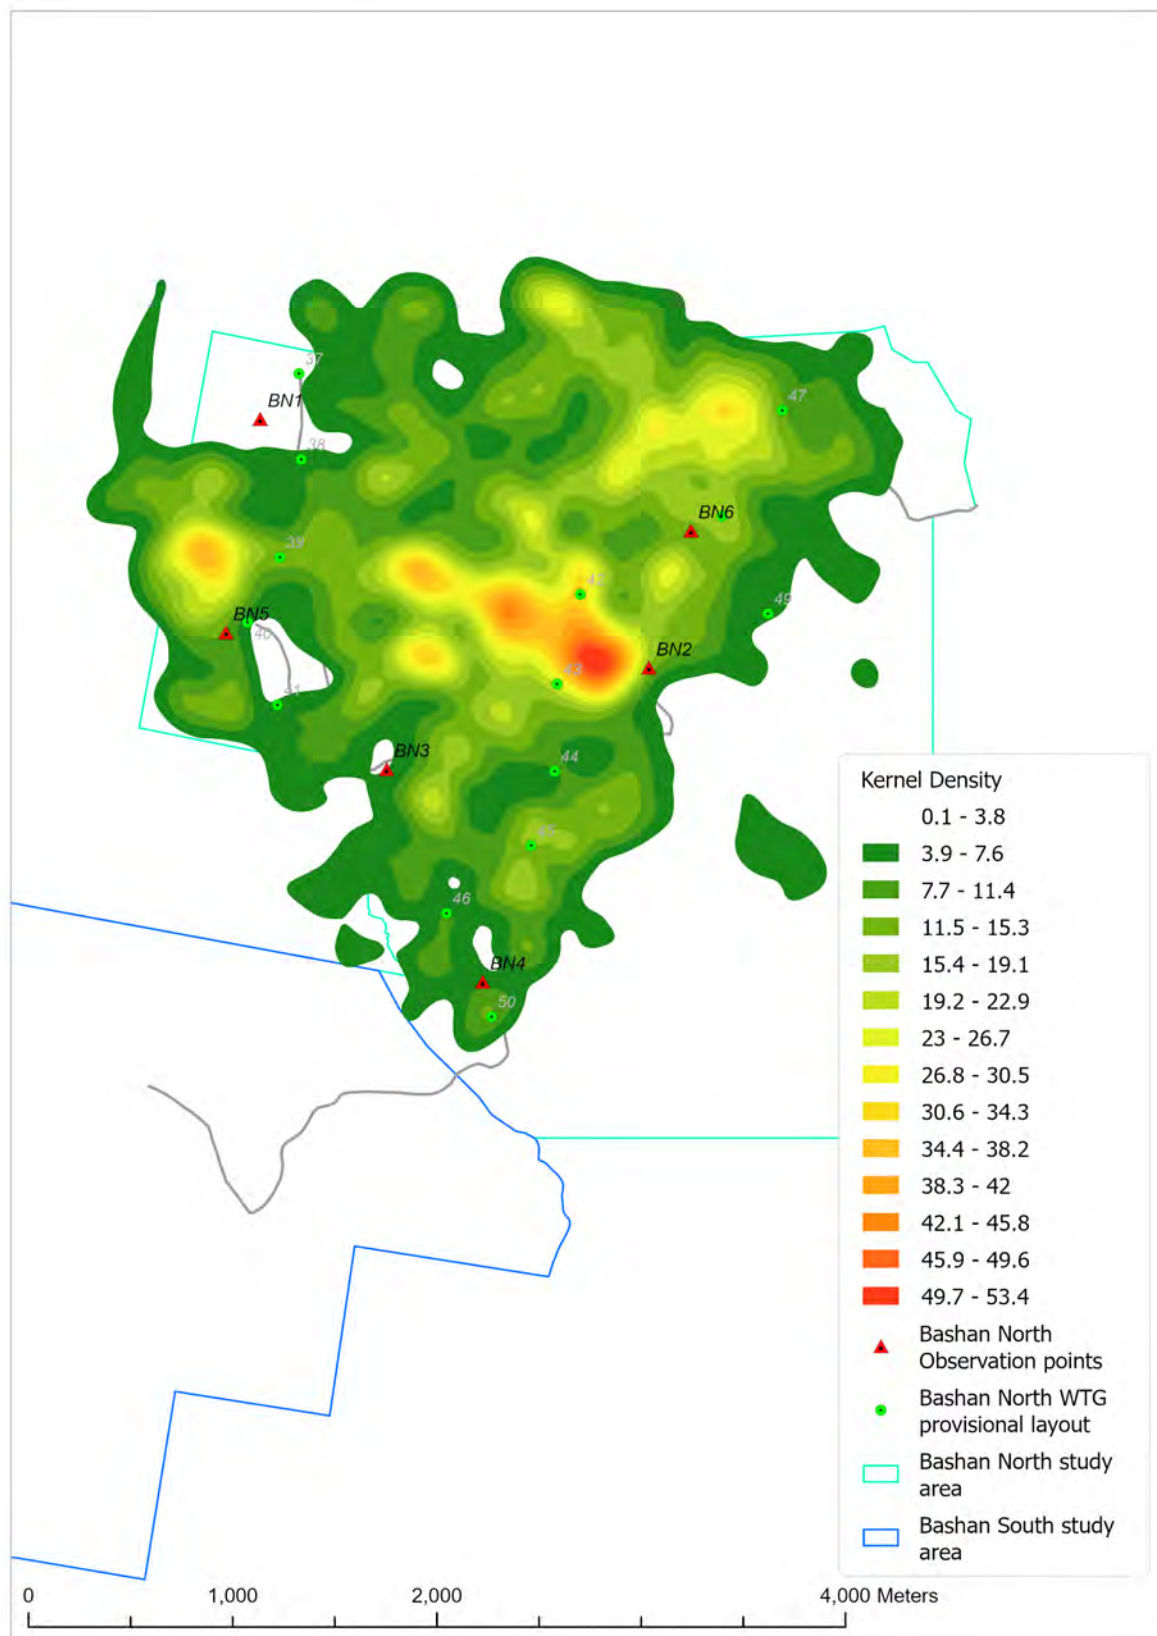 37
47
BN1
38
BN6
39
42
49
BN5
40
BN2
43
41
BN3
44
45
46
BN4
50
Kernel Density
0.1 - 3.8
3.9 - 7.6
7.7 - 11.4
11.5 - 15.3
15.4 - 19.1
19.2 - 22.9
23 - 26.7
26.8 - 30.5
30.6 - 34.3
34.4 - 38.2
38.3 - 42
42.1 - 45.8
45.9 - 49.6
49.7 - 53.4
Bashan North
Observation points
Bashan North WTG
provisional layout
Bashan North study
area
Bashan South study
area
0 1,000 2,000 4,000 Meters